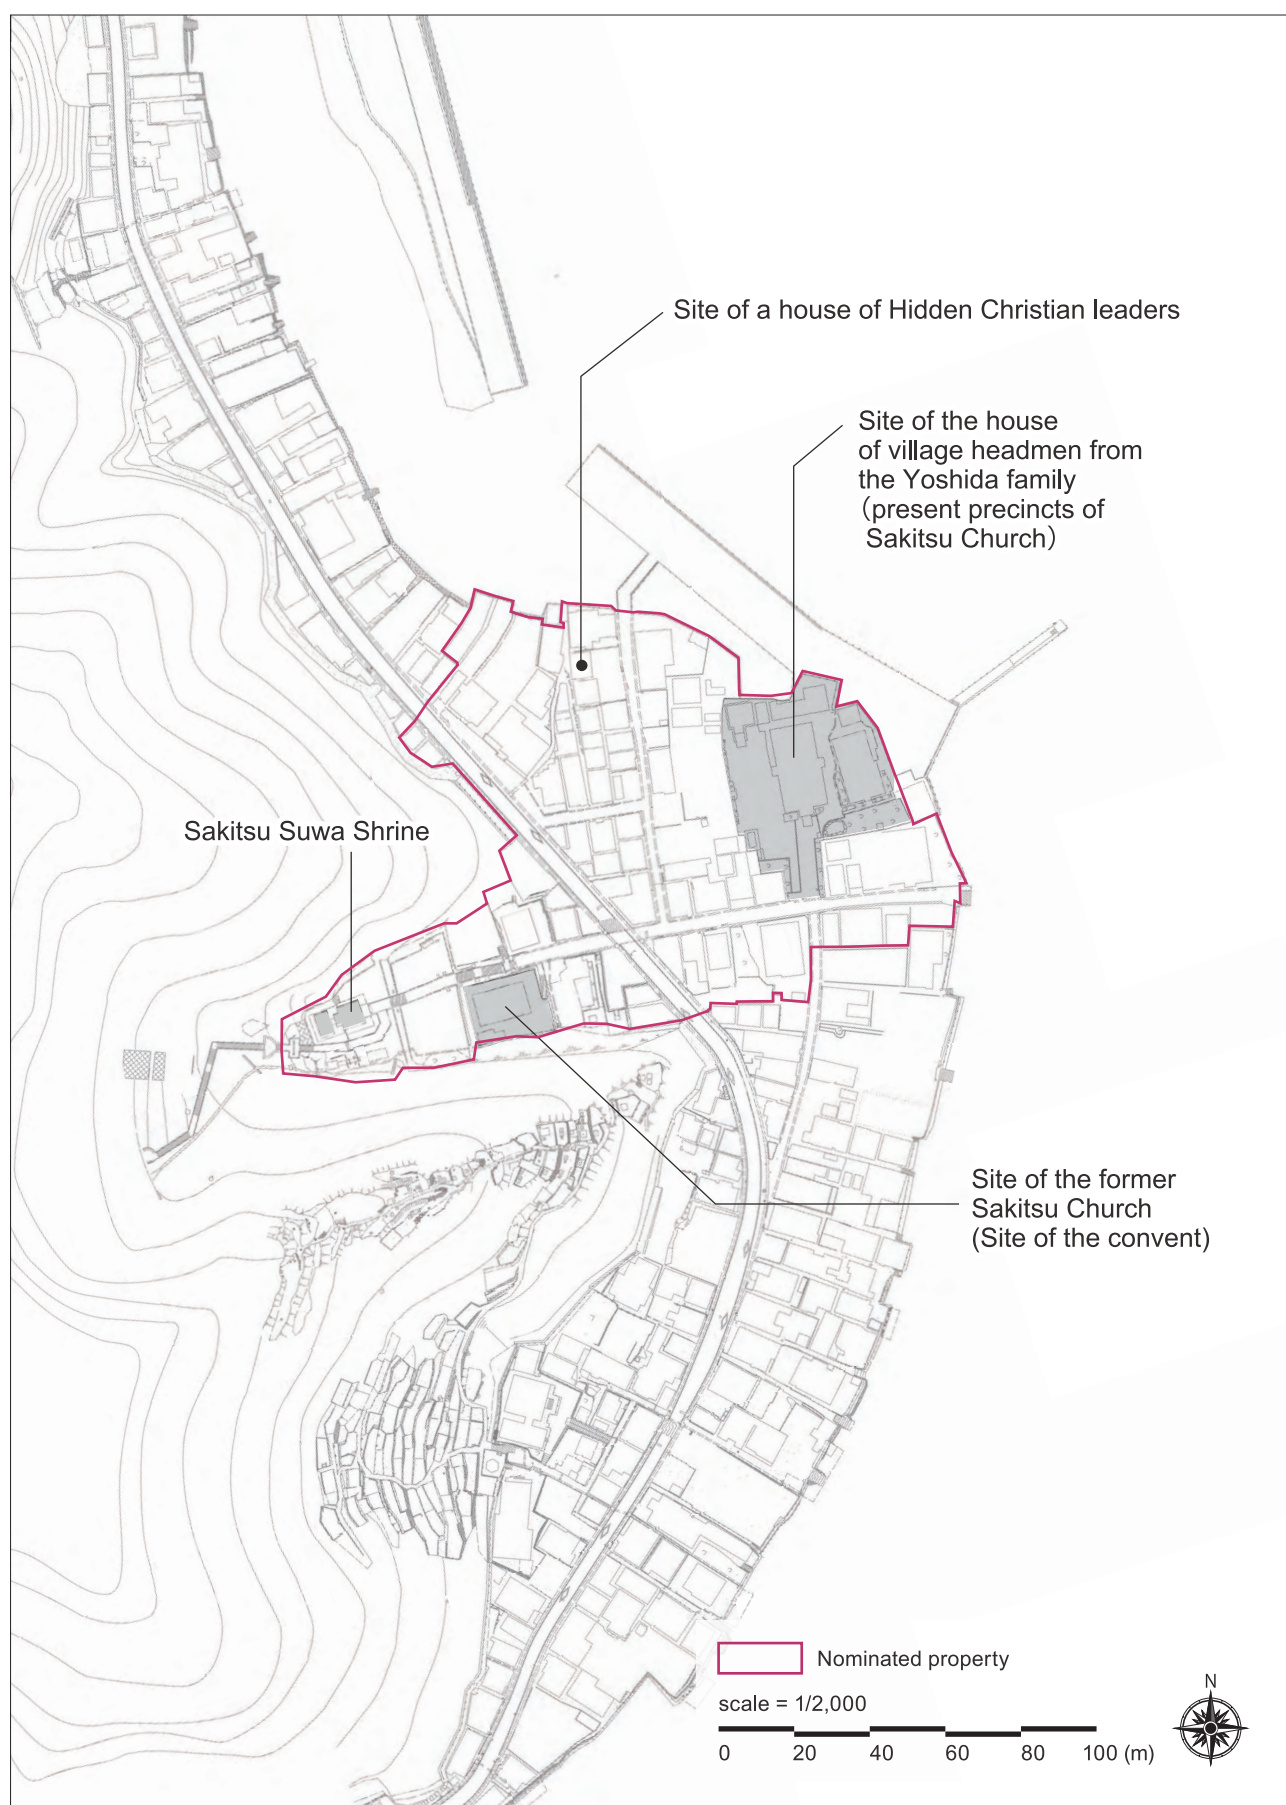 Site of a house of Hidden Christian leaders
Site of the house
of village headmen from
the Yoshida family
(present precincts of
Sakitsu Church)
Sakitsu Suwa Shrine
Site of the former
Sakitsu Church
(Site of the convent)
Nominated property
scale = 1/2,000
0 20 40 60 80 100 (m)
N